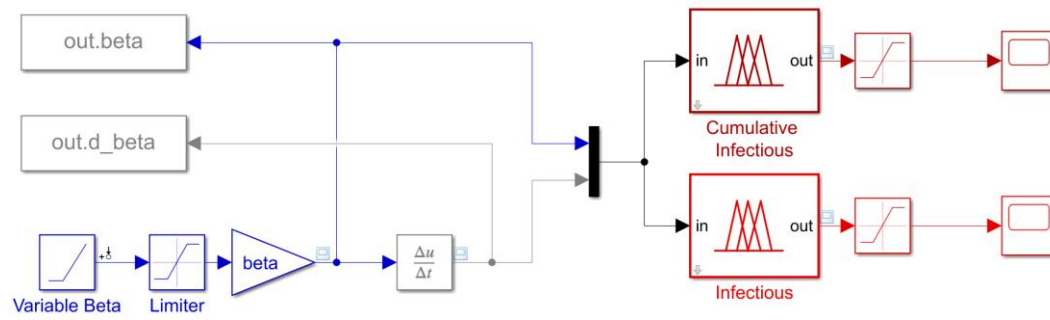 out.beta
out.d_beta
in
out
Cumulative
Infectious
in
out
Infectious
beta
Δu
Δt
Variable Beta
Limiter